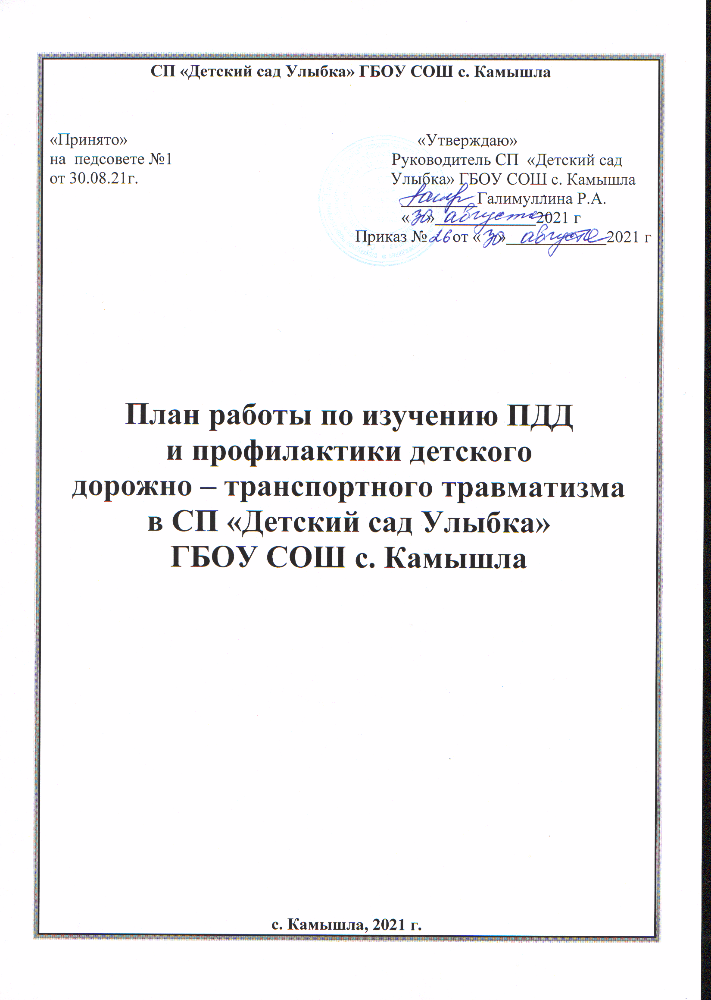 СП «Детский сад Улыбка» ГБОУ СОШ с. Камышла
«Принято»
на педсовете №1
от 30.08.21г.
«Утверждаю»
Руководитель СП «Детский сад
Улыбка» ГБОУ СОШ с. Камышла
Галимуллина Р.А.
«30» августа 2021 г
Приказ № 26 от «30» августа 2021 г
План работы по изучению ПДД
и профилактики детского
дорожно – транспортного травматизма
в СП «Детский сад Улыбка»
ГБОУ СОШ с. Камышла
с. Камышла, 2021 г.